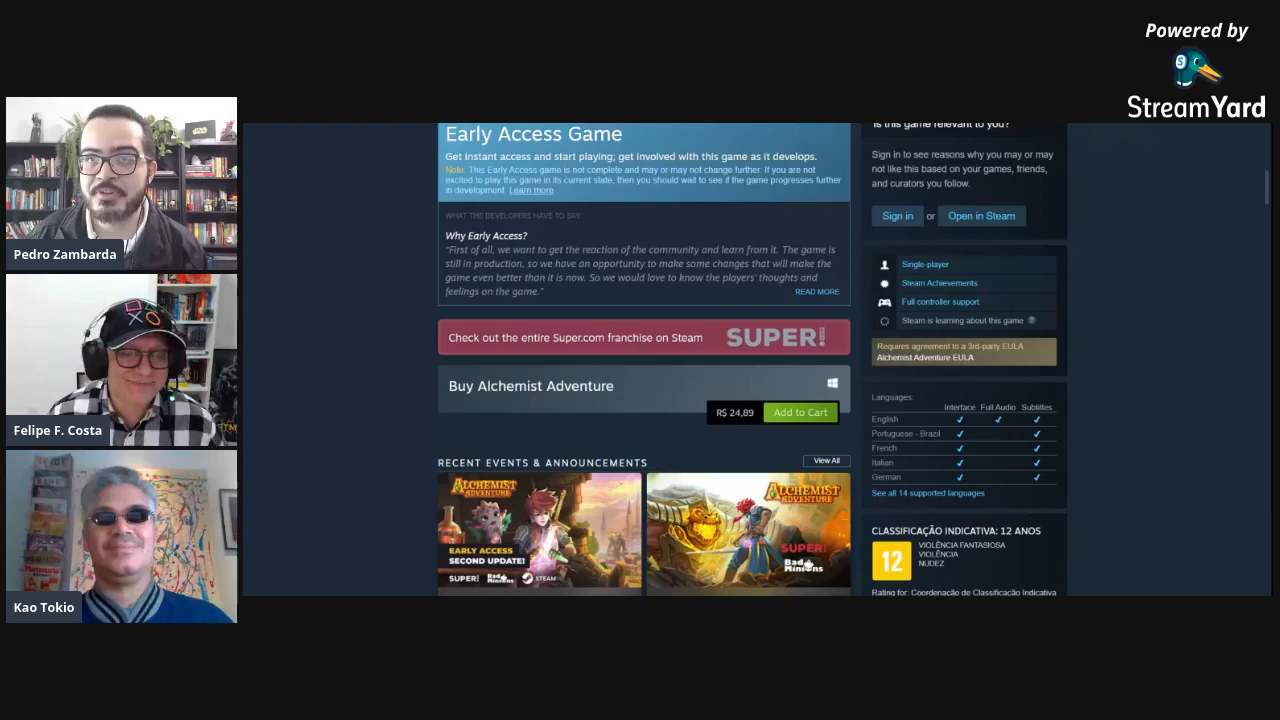 Powered by
StreamYard
Pedro Zambarda
Felipe F. Costa
Kao Tokio
Early Access Game
Get instant access and start playing; get involved with this game as it develops.
Note: This Early Access game is not complete and may or may not change further. If you are not
excited to play this game in its current state, then you should wait to see if the game progresses further
in development. Learn more
WHAT THE DEVELOPERS HAVE TO SAY:
Why Early Access?
"First of all, we want to get the reaction of the community and learn from it. The game is
still in production, so we have an opportunity to make some changes that will make the
game even better than it is now. So we would love to know the players' thoughts and
feelings on the game."
READ MORE
Check out the entire Super.com franchise on Steam
SUPER!
Buy Alchemist Adventure
R$ 24,89
Add to Cart
RECENT EVENTS & ANNOUNCEMENTS
View All
ALCHEMIST
ADVENTURE
EARLY ACCESS
SECOND UPDATE!
SUPER!
Bad Minions
STEAM
ALCHEMIST
ADVENTURE
SUPER!
Bad
Minions
Is this game relevant to you?
Sign in to see reasons why you may or may
not like this based on your games, friends,
and curators you follow.
Sign in or Open in Steam
Single-player
Steam Achievements
Full controller support
Steam is learning about this game ?
Requires agreement to a 3rd-party EULA
Alchemist Adventure EULA
Languages:
Interface Full Audio Subtitles
English ✔ ✔ ✔
Portuguese - Brazil ✔ ✔
French ✔ ✔
Italian ✔ ✔
German ✔ ✔
See all 14 supported languages
CLASSIFICAÇÃO INDICATIVA: 12 ANOS
12
VIOLÊNCIA FANTASIOSA
VIOLÊNCIA
NUDEZ
Rating for: Coordenação de Classificação Indicativa